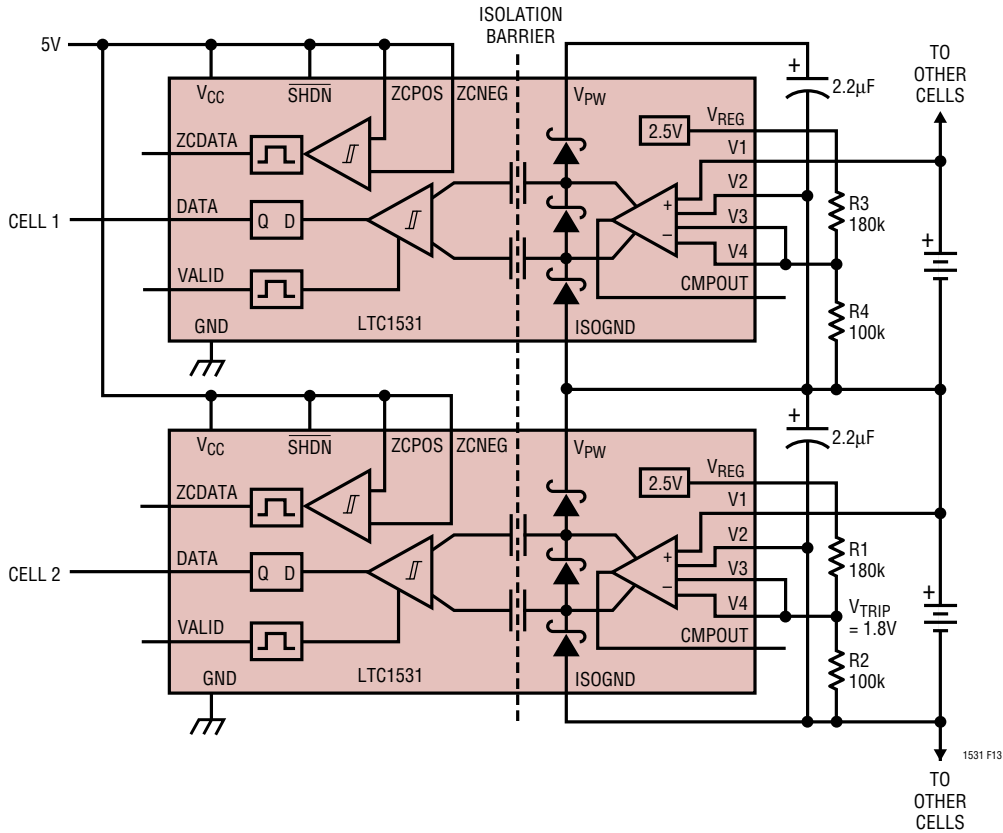 ISOLATION
BARRIER
5V
TO
OTHER
CELLS
VCC
SHDN
ZCPOS
ZCNEG
VPW
+
2.2µF
2.5V
VREG
ZCDATA
V1
V2
V3
V4
+
–
R3
180k
+
CELL 1
DATA
Q D
VALID
CMPOUT
R4
100k
GND
LTC1531
ISOGND
+
2.2µF
VCC
SHDN
ZCPOS
ZCNEG
VPW
2.5V
VREG
ZCDATA
V1
V2
V3
V4
+
–
R1
180k
+
CELL 2
DATA
Q D
VALID
CMPOUT
VTRIP
= 1.8V
R2
100k
GND
LTC1531
ISOGND
1531 F13
TO
OTHER
CELLS